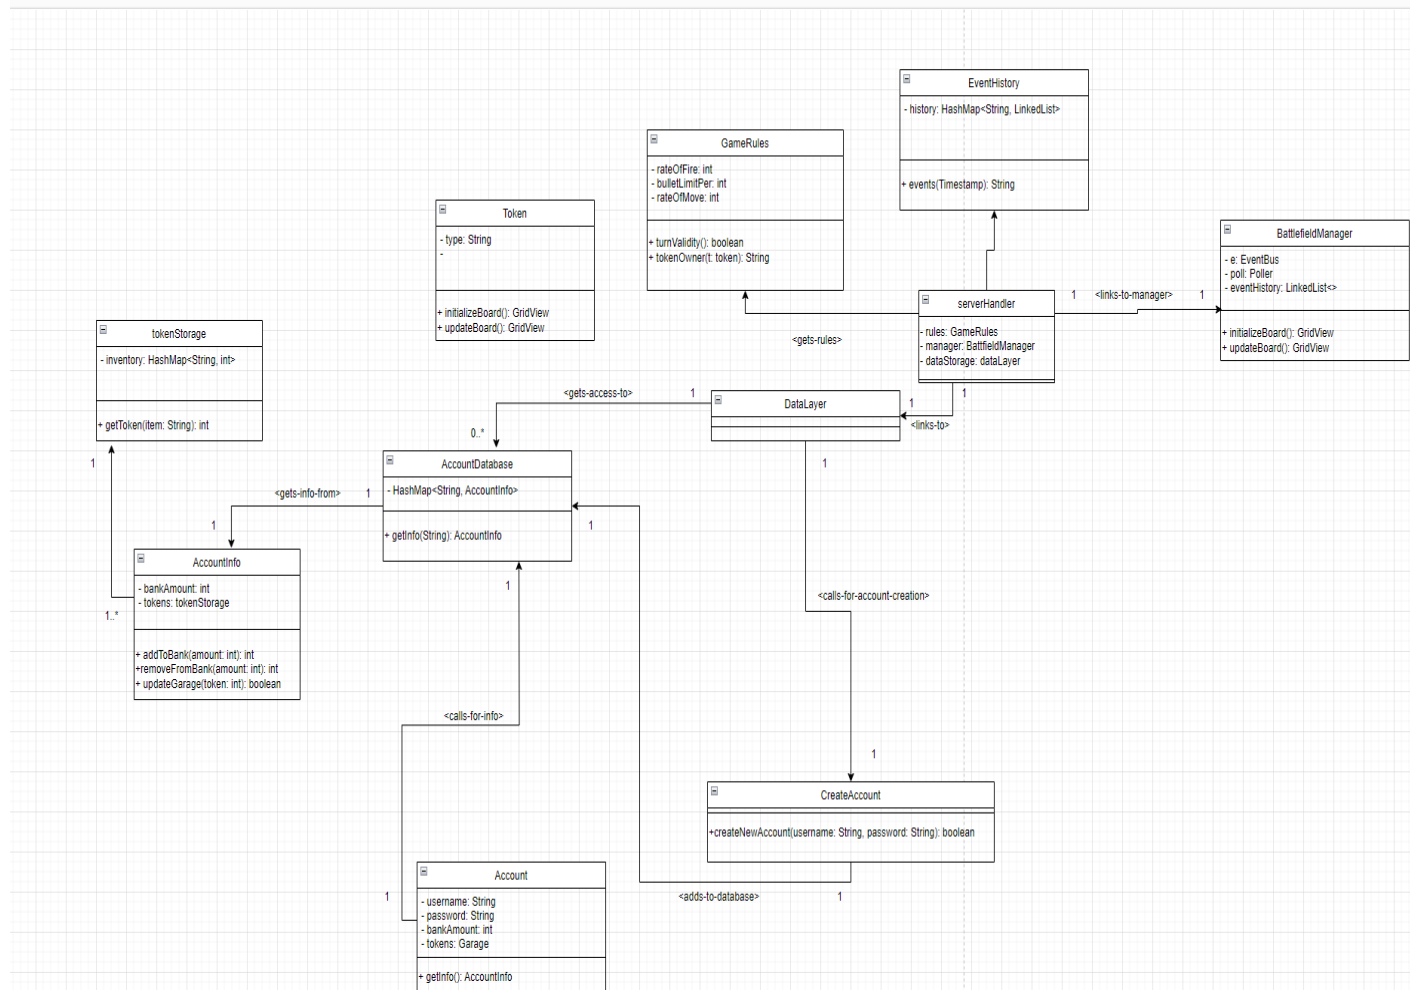 EventHistory
- history: HashMap<String, LinkedList>
+ events(Timestamp): String
GameRules
- rateOfFire: int
- bulletLimitPer: int
- rateOfMove: int
+ turnValidity(): boolean
+ tokenOwner(t: token): String
Token
- type: String
-
+ initializeBoard(): GridView
+ updateBoard(): GridView
BattlefieldManager
- e: EventBus
- poll: Poller
- eventHistory: LinkedList<>
+ initializeBoard(): GridView
+ updateBoard(): GridView
serverHandler
- rules: GameRules
- manager: BattfieldManager
- dataStorage: dataLayer
1
<links-to-manager>
1
<gets-rules>
tokenStorage
- inventory: HashMap<String, int>
+ getToken(item: String): int
<gets-access-to>
1
0..*
DataLayer
1
1
<links-to>
1
AccountDatabase
- HashMap<String, AccountInfo>
+ getInfo(String): AccountInfo
<gets-info-from>
1
1
1
1
1
AccountInfo
- bankAmount: int
- tokens: tokenStorage
+ addToBank(amount: int): int
+removeFromBank(amount: int): int
+ updateGarage(token: int): boolean
1..*
<calls-for-account-creation>
<calls-for-info>
1
CreateAccount
+createNewAccount(username: String, password: String): boolean
<adds-to-database>
1
1
Account
- username: String
- password: String
- bankAmount: int
- tokens: Garage
+ getInfo(): AccountInfo